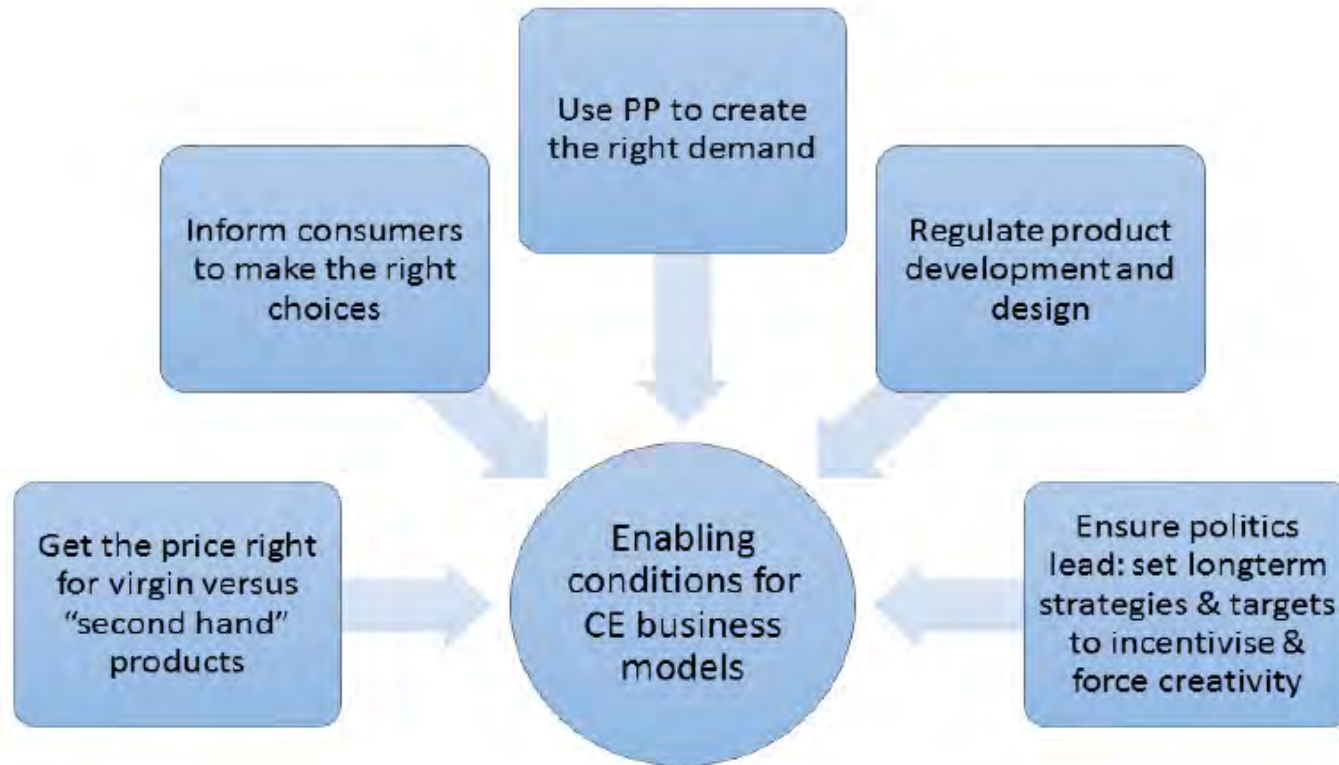 Use PP to create
the right demand
Inform consumers
to make the right
choices
Regulate product
development and
design
Get the price right
for virgin versus
“second hand”
products
Enabling
conditions for
CE business
models
Ensure politics
lead: set longterm
strategies & targets
to incentivise &
force creativity